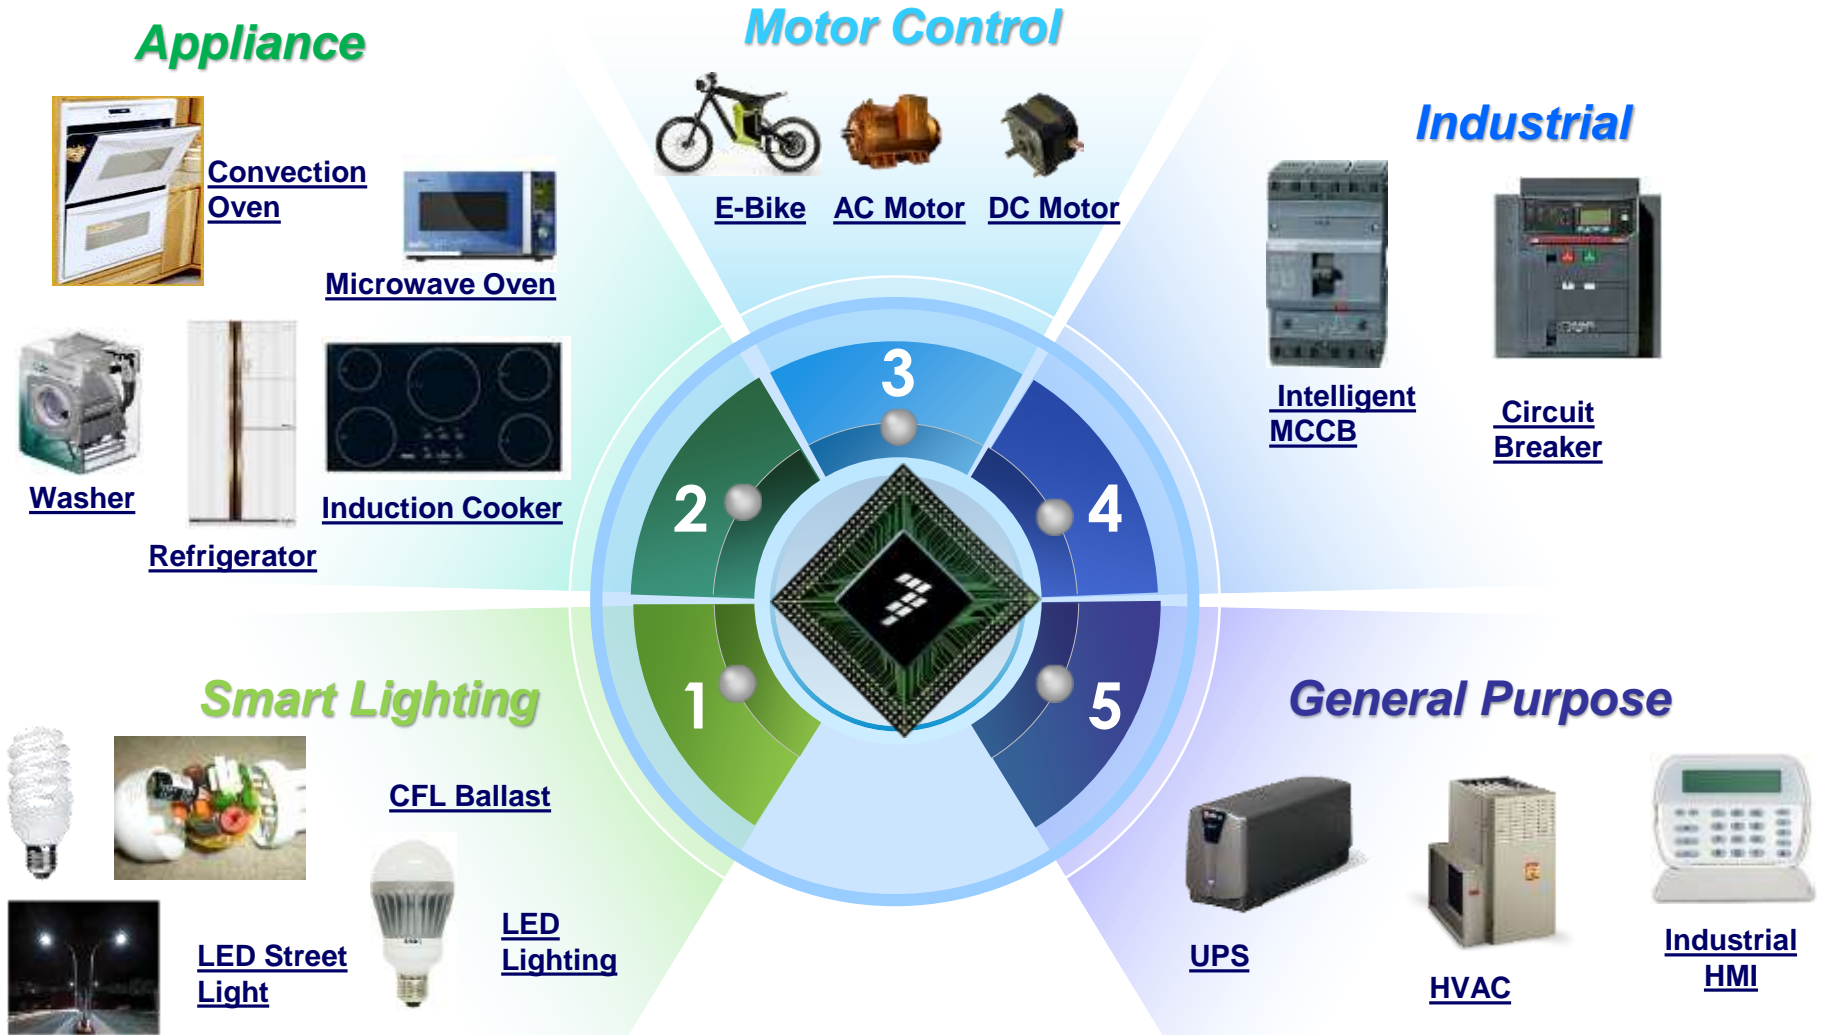 Appliance
Convection
Oven
Microwave Oven
Washer
Refrigerator
Induction Cooker
Motor Control
E-Bike
AC Motor
DC Motor
Industrial
Intelligent
MCCB
Circuit
Breaker
3
2
4
1
5
Smart Lighting
CFL Ballast
LED Street
Light
LED
Lighting
General Purpose
UPS
HVAC
Industrial
HMI